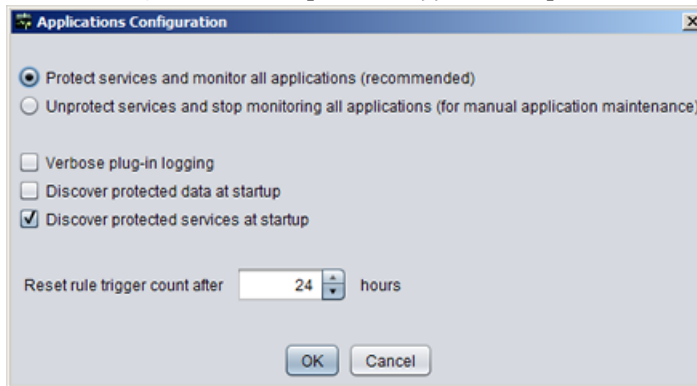 Applications Configuration
Protect services and monitor all applications (recommended)
Unprotect services and stop monitoring all applications (for manual application maintenance)
Verbose plug-in logging
Discover protected data at startup
Discover protected services at startup
Reset rule trigger count after 24 hours
OK Cancel